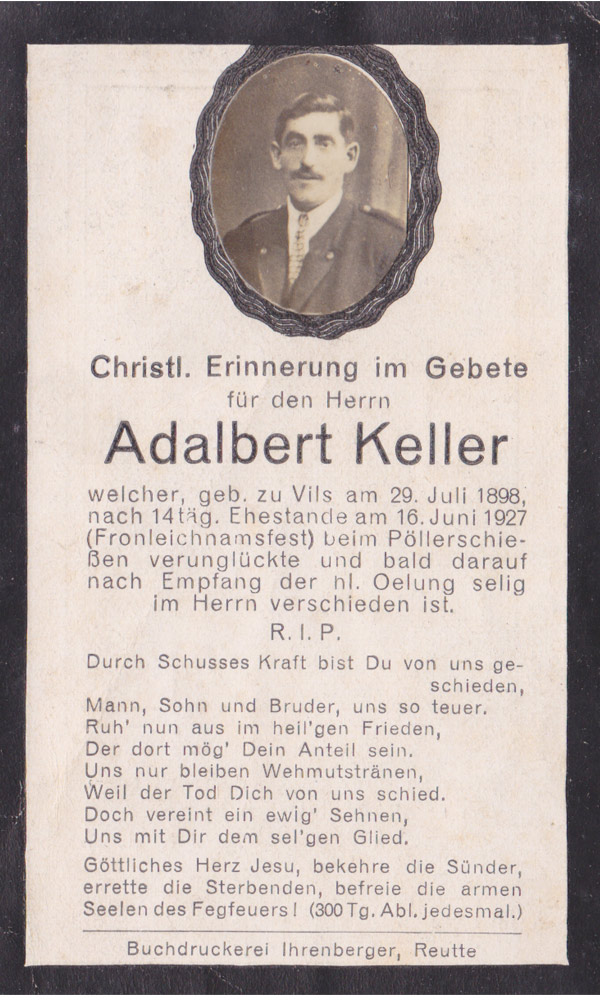 Christl. Erinnerung im Gebete
für den Herrn
Adalbert Keller
welcher, geb. zu Vils am 29. Juli 1898,
nach 14täg. Ehestande am 16. Juni 1927
(Fronleichnamsfest) beim Pöllerschie-
ßen verunglückte und bald darauf
nach Empfang der hl. Oelung selig
im Herrn verschieden ist.
R. I. P.
Durch Schusses Kraft bist Du von uns ge-
schieden,
Mann, Sohn und Bruder, uns so teuer.
Ruh' nun aus im heil'gen Frieden,
Der dort mög' Dein Anteil sein.
Uns nur bleiben Wehmutstränen,
Weil der Tod Dich von uns schied.
Doch vereint ein ewig' Sehnen,
Uns mit Dir dem sel'gen Glied.
Göttliches Herz Jesu, bekehre die Sünder,
errette die Sterbenden, befreie die armen
Seelen des Fegfeuers! (300 Tg. Abl. jedesmal.)
Buchdruckerei Ihrenberger, Reutte